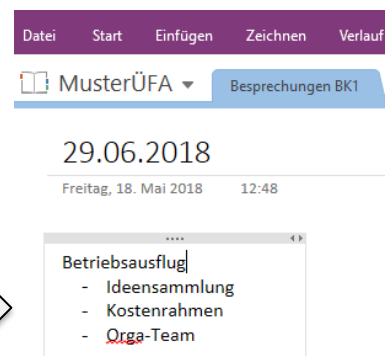 Datei Start Einfügen Zeichnen Verlauf
MusterÜFA Besprechungen BK1
29.06.2018
Freitag, 18. Mai 2018 12:48
Betriebsausflug
- Ideensammlung
- Kostenrahmen
- Orga-Team